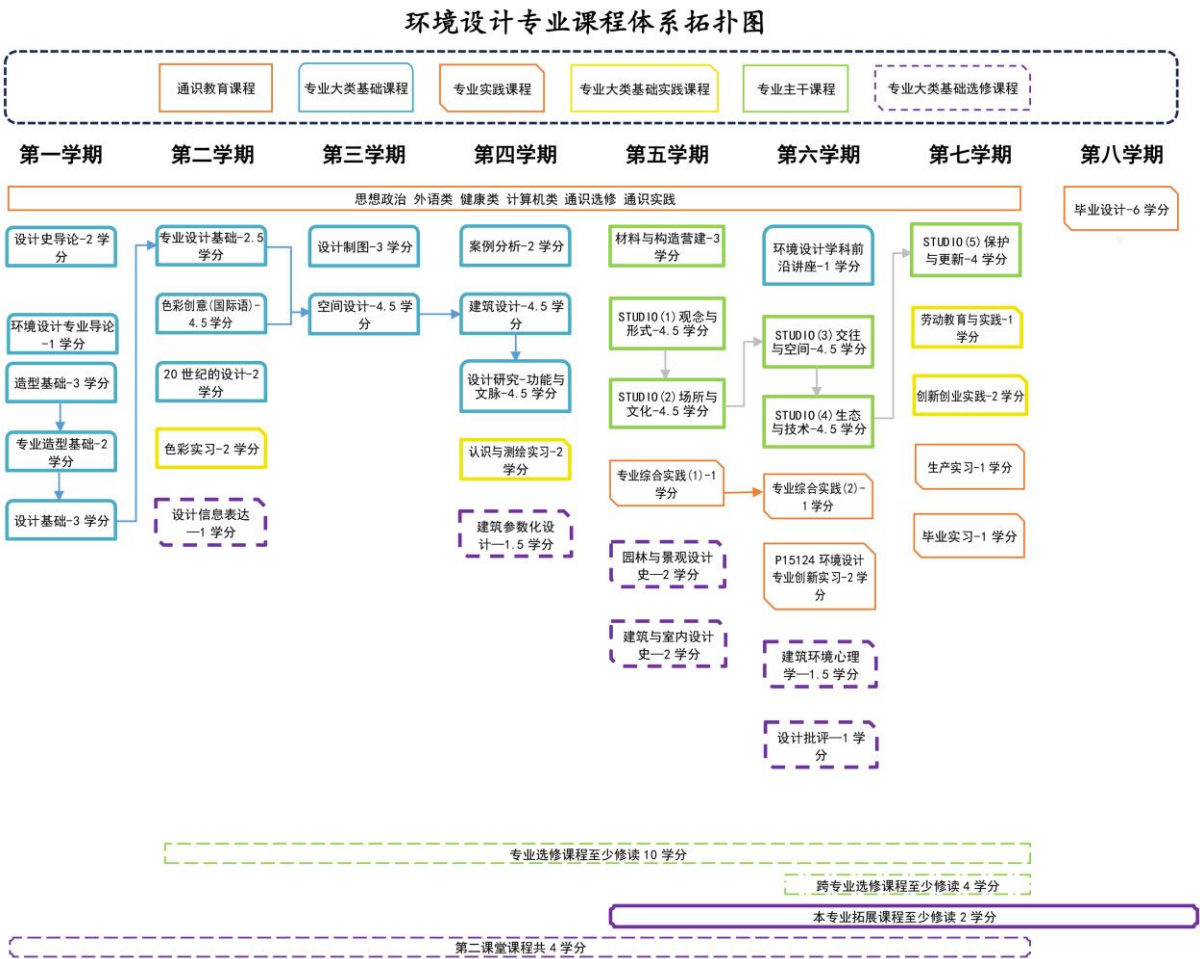 环境设计专业课程体系拓扑图
通识教育课程
专业大类基础课程
专业实践课程
专业大类基础实践课程
专业主干课程
专业大类基础选修课程
第一学期
第二学期
第三学期
第四学期
第五学期
第六学期
第七学期
第八学期
思想政治 外语类 健康类 计算机类 通识选修 通识实践
设计史导论-2 学
分
环境设计专业导论
-1 学分
造型基础-3 学分
专业造型基础-2
学分
设计基础-3 学分
专业设计基础-2.5
学分
色彩创意(国际语)-
4.5 学分
20 世纪的设计-2
学分
色彩实习-2 学分
设计信息表达
—1 学分
设计制图-3 学分
空间设计-4.5 学
分
案例分析-2 学分
建筑设计-4.5 学
分
设计研究-功能与
文脉-4.5 学分
认识与测绘实习-2
学分
建筑参数化设
计—1.5 学分
材料与构造营建-3
学分
STUDIO(1)观念与
形式-4.5 学分
STUDIO(2)场所与
文化-4.5 学分
专业综合实践(1)-1
学分
园林与景观设计
史—2 学分
建筑与室内设计
史—2 学分
环境设计学科前
沿讲座-1 学分
STUDIO(3)交往
与空间-4.5 学分
STUDIO(4)生态
与技术-4.5 学分
专业综合实践(2)-
1 学分
P15124 环境设计
专业创新实习-2 学
分
建筑环境心理
学—1.5 学分
设计批评—1 学
分
STUDIO(5)保护
与更新-4 学分
劳动教育与实践-1
学分
创新创业实践-2 学分
生产实习-1 学分
毕业实习-1 学分
毕业设计-6 学分
专业选修课程至少修读 10 学分
跨专业选修课程至少修读 4 学分
本专业拓展课程至少修读 2 学分
第二课堂课程共 4 学分